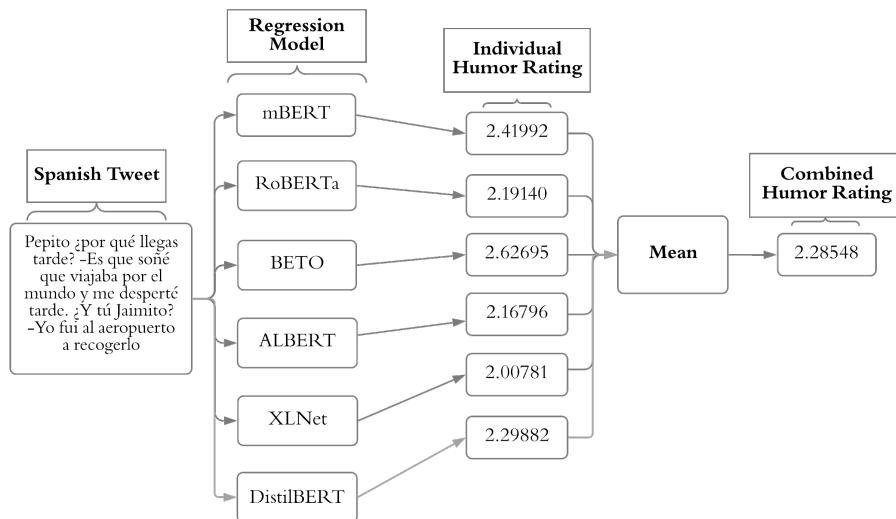 Regression
Model
Individual
Humor Rating
mBERT
2.41992
Spanish Tweet
RoBERTa
2.19140
Combined
Humor Rating
Pepito ¿por qué llegas
tarde? -Es que soñé
que viajaba por el
mundo y me desperté
tarde. ¿Y tú Jaimito?
-Yo fui al aeropuerto
a recogerlo
BETO
2.62695
Mean
2.28548
ALBERT
2.16796
XLNet
2.00781
DistilBERT
2.29882